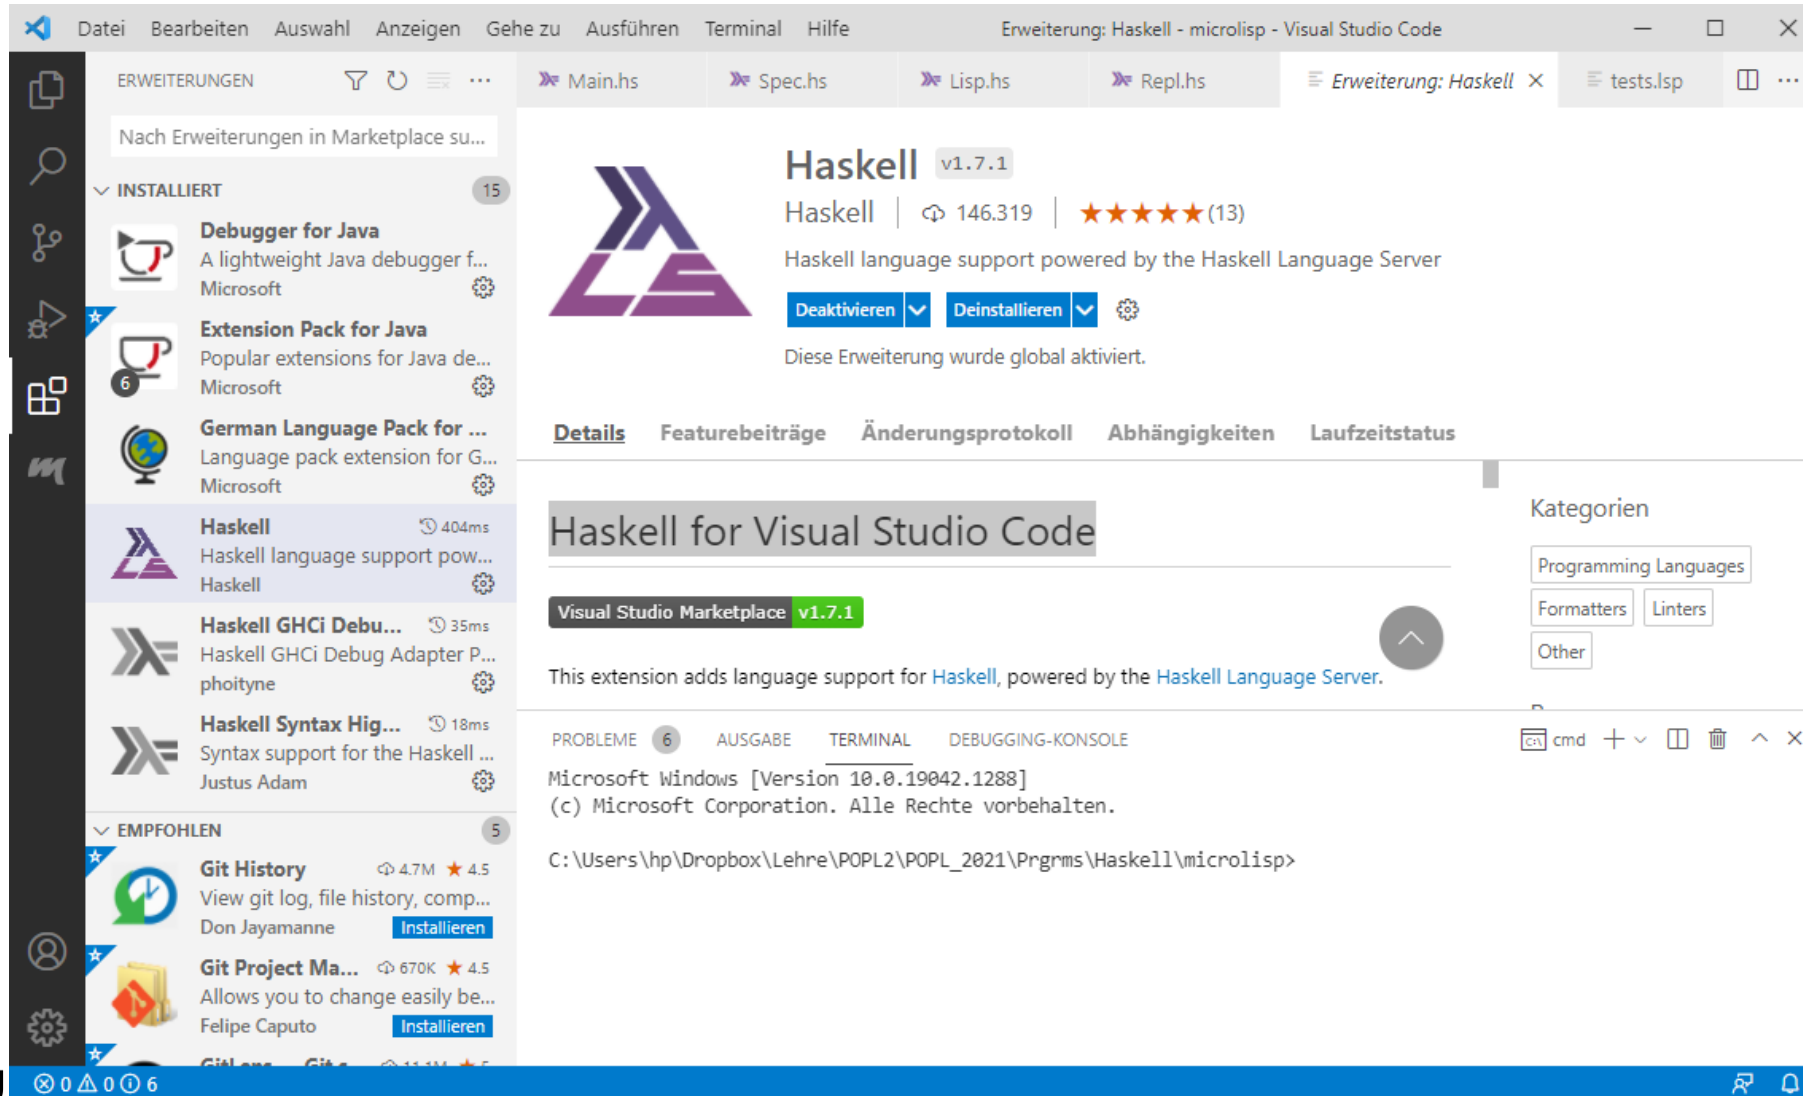 Datei Bearbeiten Auswahl Anzeigen Gehe zu Ausführen Terminal Hilfe Erweiterung: Haskell - microlisp - Visual Studio Code
ERWEITERUNGEN
Main.hs Spec.hs Lisp.hs Repl.hs Erweiterung: Haskell tests.lsp
Nach Erweiterungen in Marketplace su...
INSTALLIERT 15
Debugger for Java
A lightweight Java debugger f...
Microsoft
Extension Pack for Java
Popular extensions for Java de...
Microsoft
6
German Language Pack for ...
Language pack extension for G...
Microsoft
Haskell 404ms
Haskell language support pow...
Haskell
Haskell GHCi Debu... 35ms
Haskell GHCi Debug Adapter P...
phoityne
Haskell Syntax Hig... 18ms
Syntax support for the Haskell ...
Justus Adam
EMPFOHLEN 5
Git History 4.7M ★ 4.5
View git log, file history, comp...
Don Jayamanne Installieren
Git Project Ma... 670K ★ 4.5
Allows you to change easily be...
Felipe Caputo Installieren
Haskell v1.7.1
Haskell 146.319 ★★★★★(13)
Haskell language support powered by the Haskell Language Server
Deaktivieren Deinstallieren
Diese Erweiterung wurde global aktiviert.
Details Featurebeiträge Änderungsprotokoll Abhängigkeiten Laufzeitstatus
Haskell for Visual Studio Code
Visual Studio Marketplace v1.7.1
This extension adds language support for Haskell, powered by the Haskell Language Server.
Kategorien
Programming Languages
Formatters Linters
Other
PROBLEME 6 AUSGABE TERMINAL DEBUGGING-KONSOLE cmd
Microsoft Windows [Version 10.0.19042.1288]
(c) Microsoft Corporation. Alle Rechte vorbehalten.
C:\Users\hp\Dropbox\Lehre\POPL2\POPL_2021\Prgrms\Haskell\microlisp>
0 0 6